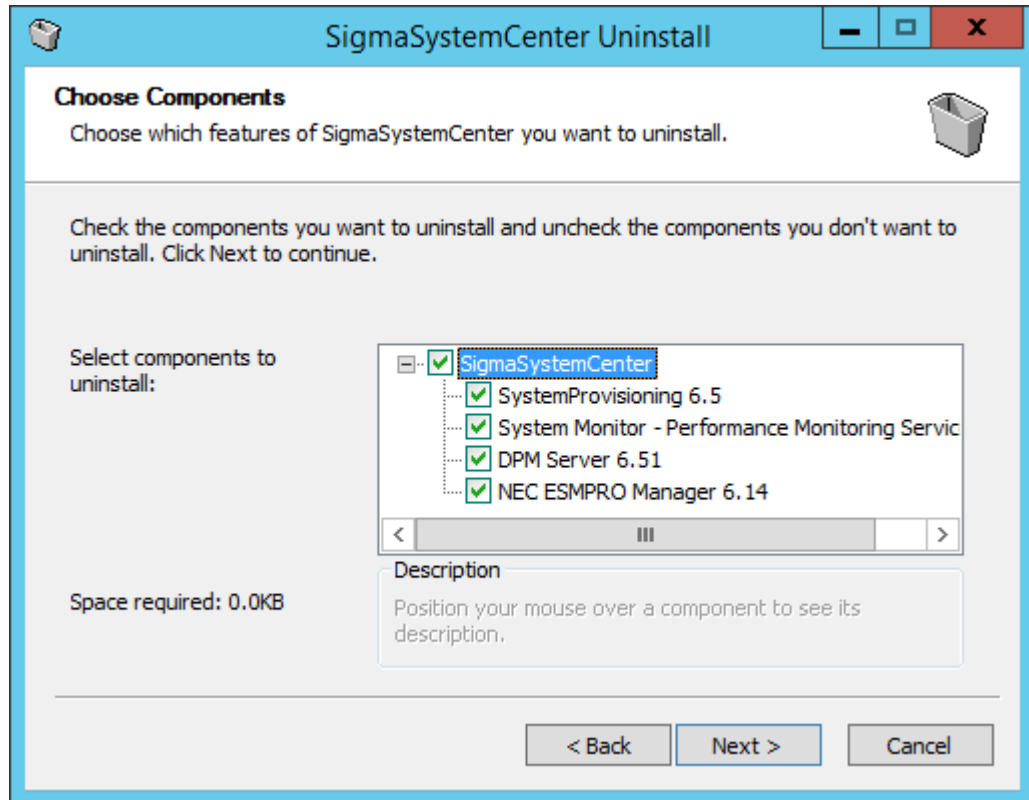 SigmaSystemCenter Uninstall
Choose Components
Choose which features of SigmaSystemCenter you want to uninstall.
Check the components you want to uninstall and uncheck the components you don't want to
uninstall. Click Next to continue.
Select components to
uninstall:
SigmaSystemCenter
SystemProvisioning 6.5
System Monitor - Performance Monitoring Servic
DPM Server 6.51
NEC ESMPRO Manager 6.14
Space required: 0.0KB
Description
Position your mouse over a component to see its
description.
< Back
Next >
Cancel